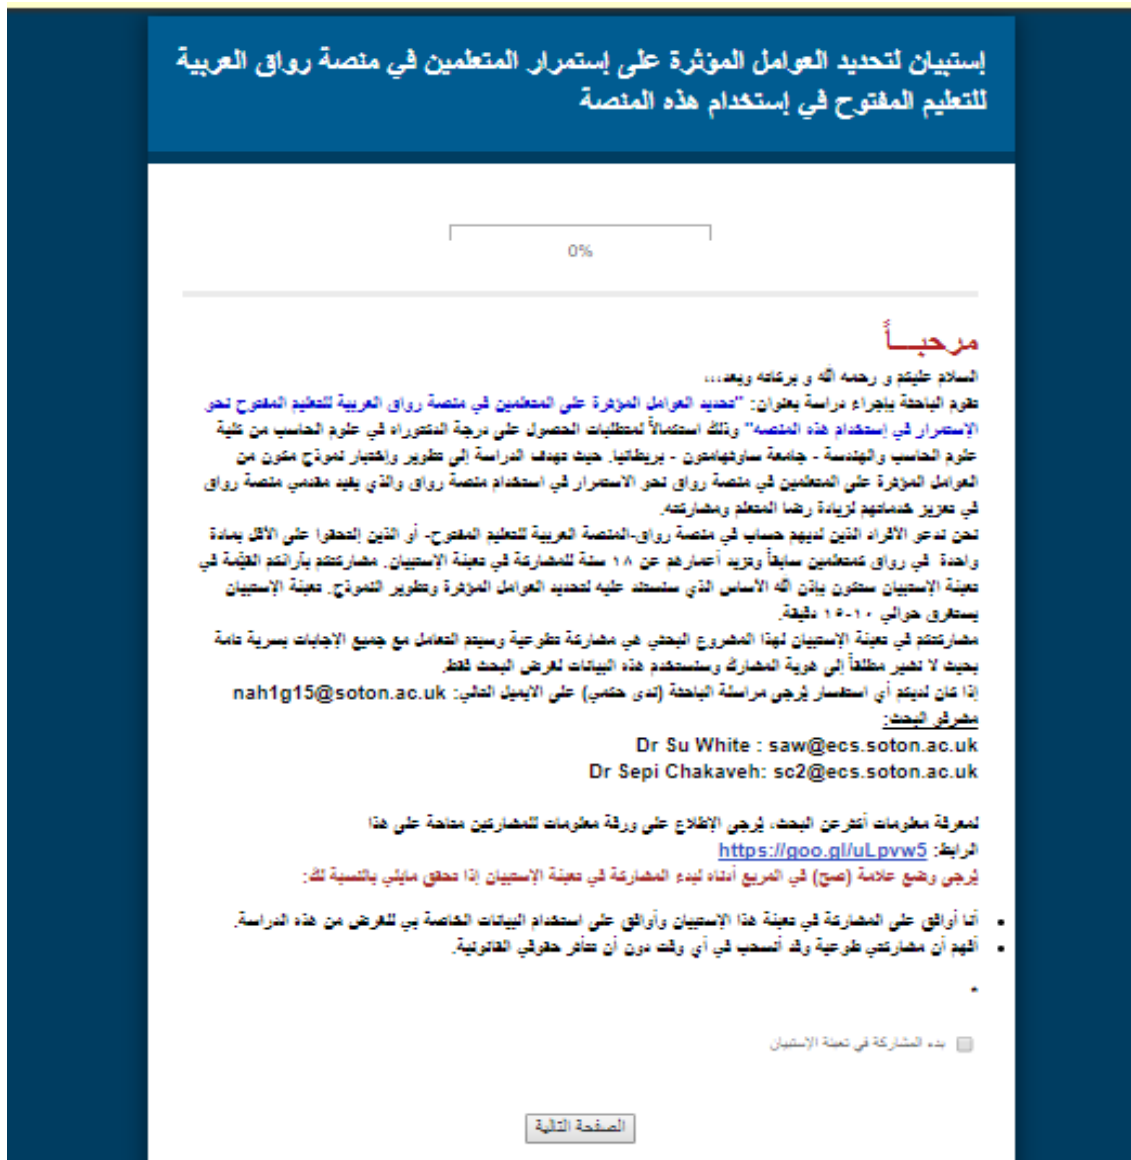 إستبيان لتحديد العوامل المؤثرة على إستمرار المتعلمين في منصة رواق العربية
للتعليم المفتوح في إستخدام هذه المنصة
0%
مرحبـــاً
السلام عليكم و رحمه الله و بركاته وبعد،،،
تقوم الباحثة بإجراء دراسة بعنوان: "تحديد العوامل المؤثرة على المتعلمين في منصة رواق العربية للتعليم المفتوح نحو
الإستمرار في إستخدام هذه المنصه" وذلك استكمالاً لمتطلبات الحصول على درجة الدكتوراه في علوم الحاسب من كلية
علوم الحاسب والهندسة - جامعة ساوثهامتون - بريطانيا. حيث تهدف الدراسة إلى تطوير وإختبار نموذج مكون من
العوامل المؤثرة على المتعلمين في منصة رواق نحو الاستمرار في استخدام منصة رواق والذي يفيد مقدمي منصة رواق
في تعزيز خدماتهم لزيادة رضا المتعلم ومشاركته.
نحن ندعو الأفراد الذين لديهم حساب في منصة رواق-المنصة العربية للتعليم المفتوح- أو الذين إلتحقوا على الأقل بمادة
واحدة في رواق كمتعلمين سابقاً وتزيد أعمارهم عن ١٨ سنة للمشاركة في تعبئة الإستبيان. مشاركتكم بآرائكم القيّمة في
تعبئة الإستبيان ستكون بإذن الله الأساس الذي سنستند عليه لتحديد العوامل المؤثرة وتطوير النموذج. تعبئة الإستبيان
يستغرق حوالي ١٠-١٥ دقيقة.
مشاركتكم في تعبئة الإستبيان لهذا المشروع البحثي هي مشاركة تطوعية وسيتم التعامل مع جميع الإجابات بسرية تامة
بحيث لا تشير مطلقاً إلى هوية المشارك وستستخدم هذه البيانات لغرض البحث فقط.
إذا كان لديكم أي استفسار يُرجى مراسلة الباحثة (ندى حكمي) على الايميل التالي: nah1g15@soton.ac.uk
مشرفو البحث:
Dr Su White : saw@ecs.soton.ac.uk
Dr Sepi Chakaveh: sc2@ecs.soton.ac.uk
لمعرفة معلومات أكثرعن البحث، يُرجى الإطلاع على ورقة معلومات للمشاركين متاحة على هذا
الرابط: https://goo.gl/uLpvw5
يُرجى وضع علامة (صح) في المربع أدناه لبدء المشاركة في تعبئة الإستبيان إذا تحقق مايلي بالنسبة لك:
• أنا أوافق على المشاركة في تعبئة هذا الإستبيان وأوافق على استخدام البيانات الخاصة بي للغرض من هذه الدراسة.
• أفهم أن مشاركتي طوعية وقد أنسحب في أي وقت دون أن تتأثر حقوقي القانونية.
*
بدء المشاركة في تعبئة الإستبيان
الصفحة التالية